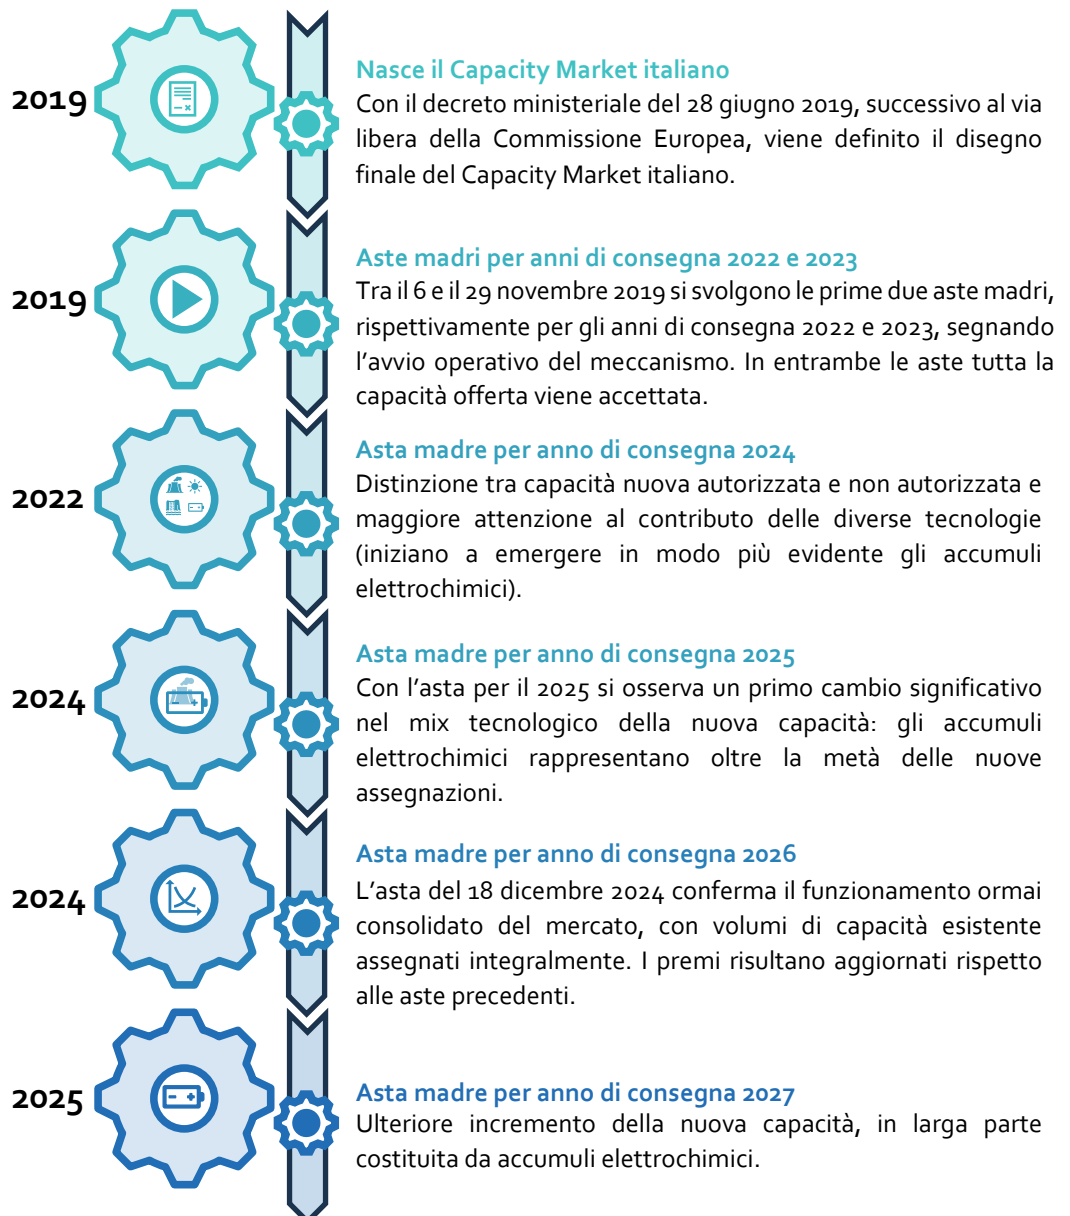 2019
Nasce il Capacity Market italiano
Con il decreto ministeriale del 28 giugno 2019, successivo al via
libera della Commissione Europea, viene definito il disegno
finale del Capacity Market italiano.
2019
Aste madri per anni di consegna 2022 e 2023
Tra il 6 e il 29 novembre 2019 si svolgono le prime due aste madri,
rispettivamente per gli anni di consegna 2022 e 2023, segnando
l’avvio operativo del meccanismo. In entrambe le aste tutta la
capacità offerta viene accettata.
2022
Asta madre per anno di consegna 2024
Distinzione tra capacità nuova autorizzata e non autorizzata e
maggiore attenzione al contributo delle diverse tecnologie
(iniziano a emergere in modo più evidente gli accumuli
elettrochimici).
2024
Asta madre per anno di consegna 2025
Con l’asta per il 2025 si osserva un primo cambio significativo
nel mix tecnologico della nuova capacità: gli accumuli
elettrochimici rappresentano oltre la metà delle nuove
assegnazioni.
2024
Asta madre per anno di consegna 2026
L’asta del 18 dicembre 2024 conferma il funzionamento ormai
consolidato del mercato, con volumi di capacità esistente
assegnati integralmente. I premi risultano aggiornati rispetto
alle aste precedenti.
2025
Asta madre per anno di consegna 2027
Ulteriore incremento della nuova capacità, in larga parte
costituita da accumuli elettrochimici.